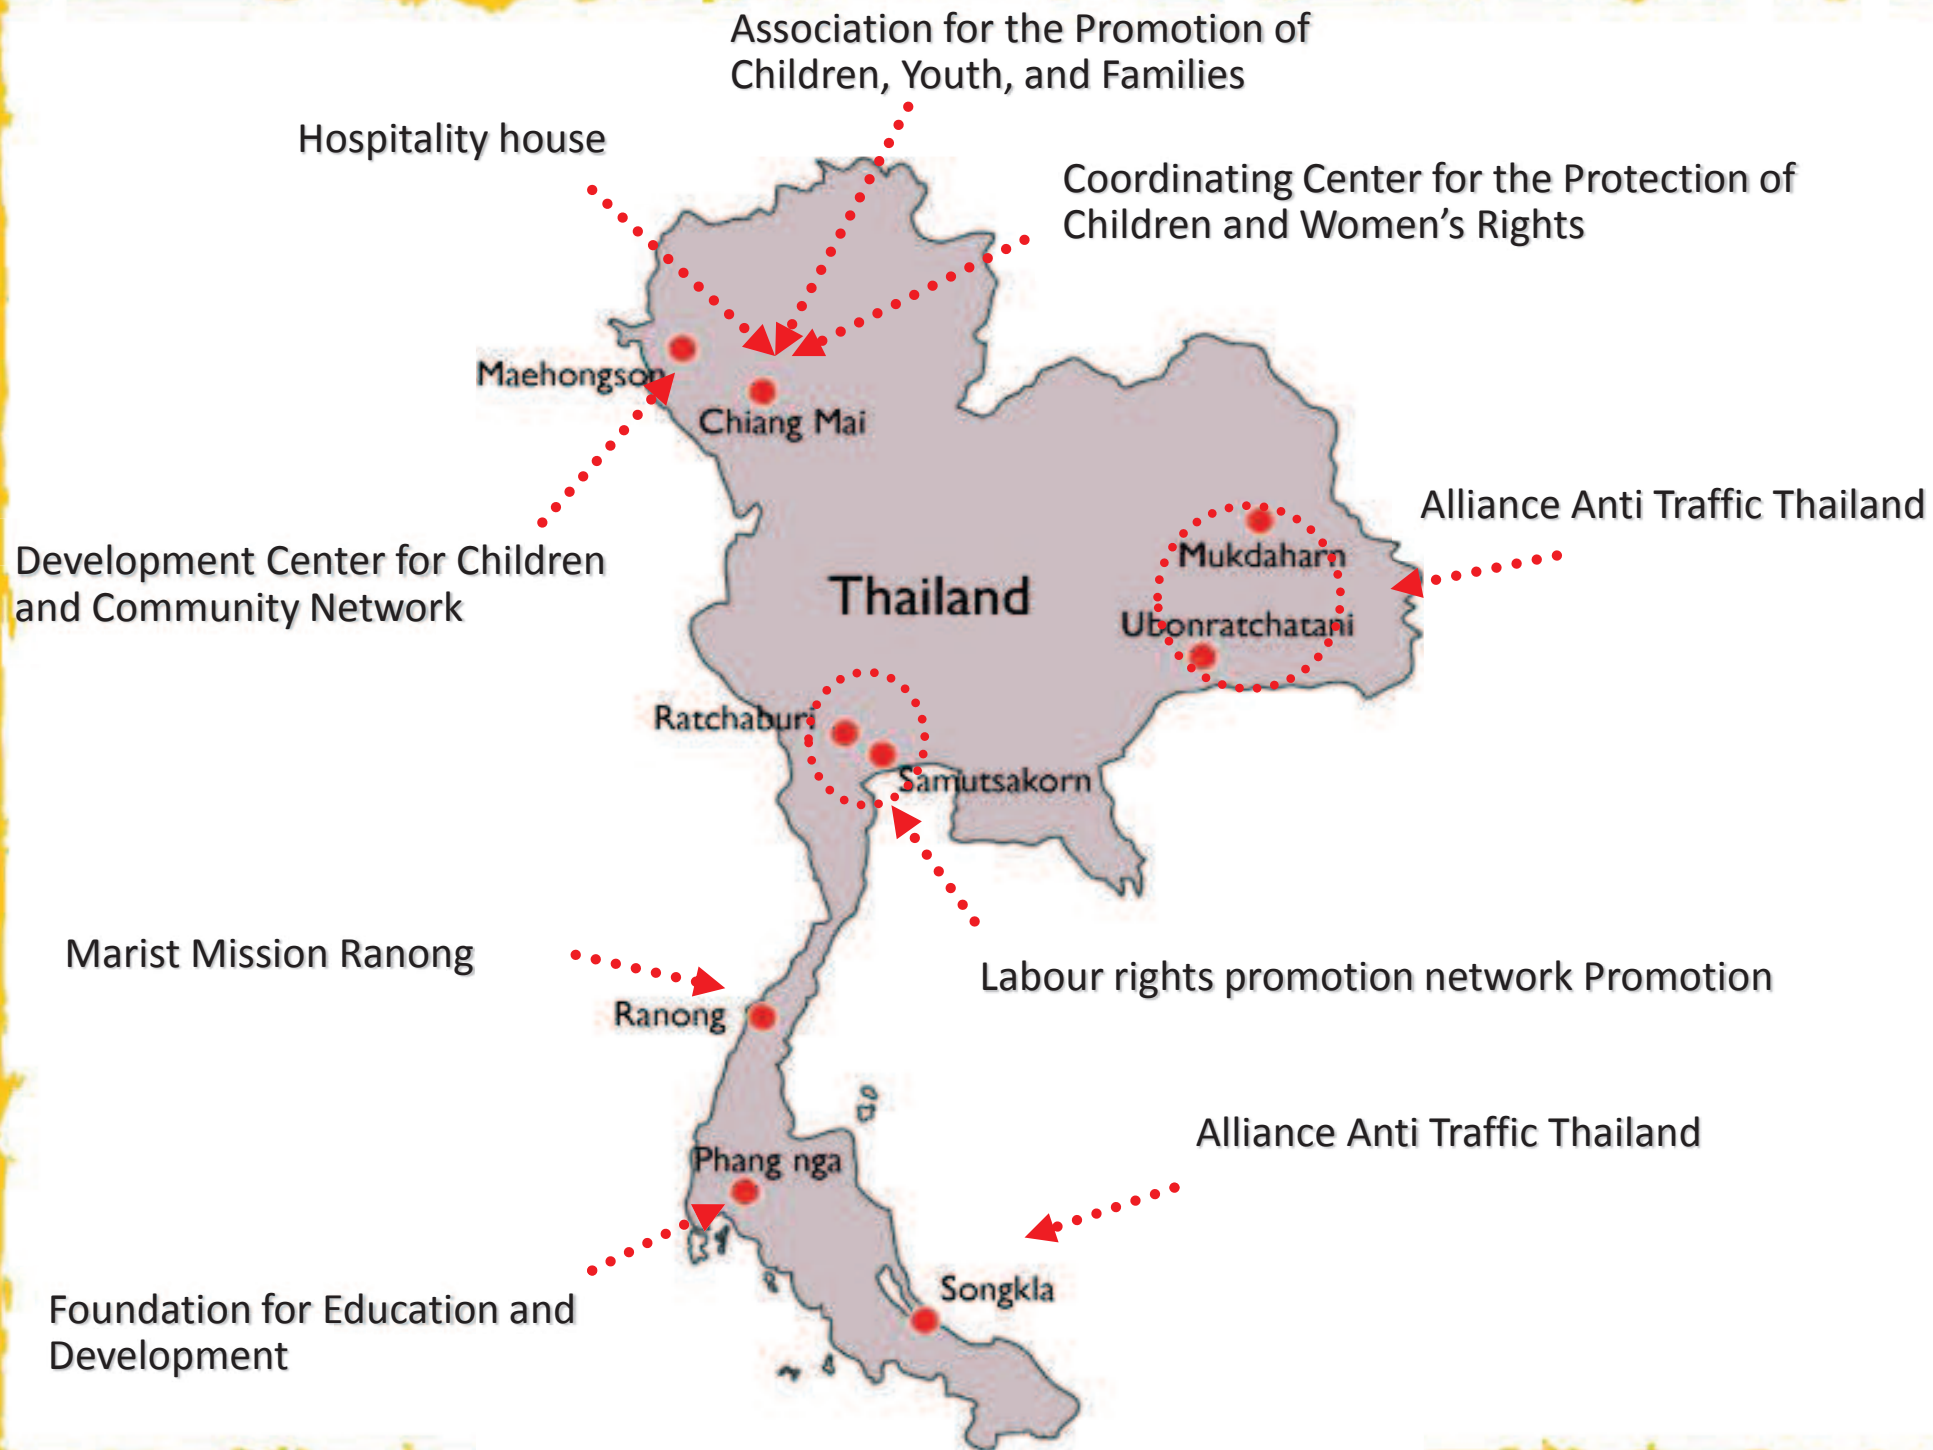 Association for the Promotion of
Children, Youth, and Families
Hospitality house
Coordinating Center for the Protection of
Children and Women’s Rights
Maehongson
Chiang Mai
Alliance Anti Traffic Thailand
Development Center for Children
and Community Network
Mukdaharn
Thailand
Ubonratchatani
Ratchaburi
Samutsakorn
Marist Mission Ranong
Labour rights promotion network Promotion
Ranong
Alliance Anti Traffic Thailand
Phang nga
Songkla
Foundation for Education and
Development